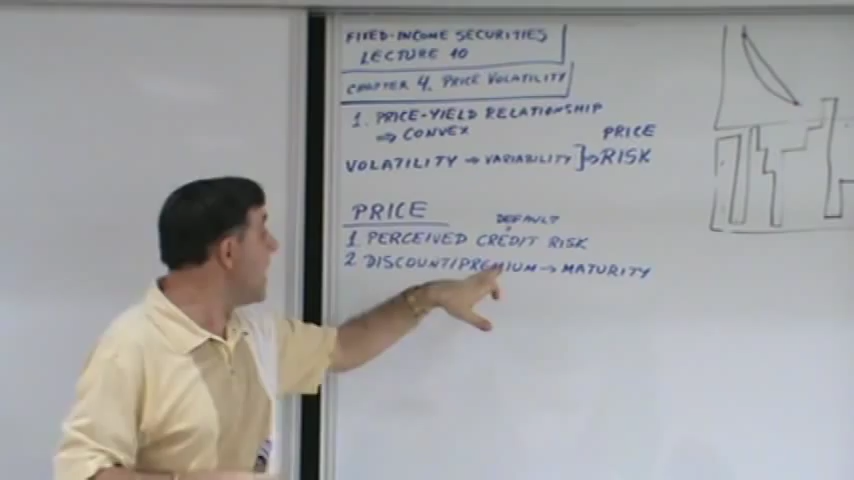 FIXED-INCOME SECURITIES
LECTURE 10
CHAPTER 4. PRICE VOLATILITY
1. PRICE-YIELD RELATIONSHIP
⇒ CONVEX
PRICE
VOLATILITY → VARIABILITY } → RISK
PRICE
DEFAULT
1 PERCEIVED CREDIT RISK
2 DISCOUNT/PREMIUM → MATURITY